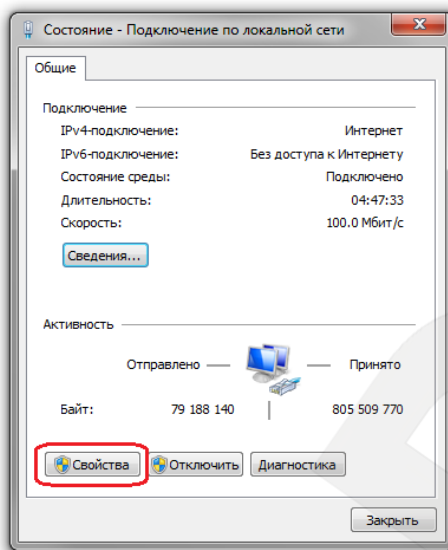 Состояние - Подключение по локальной сети
Общие
Подключение
IPv4-подключение: Интернет
IPv6-подключение: Без доступа к Интернету
Состояние среды: Подключено
Длительность: 04:47:33
Скорость: 100.0 Мбит/с
Сведения...
Активность
Отправлено — — Принято
Байт: 79 188 140 | 805 509 770
Свойства Отключить Диагностика
Закрыть